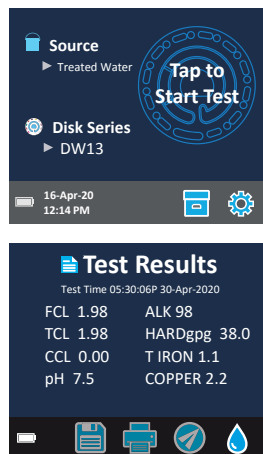 Source
▶ Treated Water
Tap to
Start Test
Disk Series
▶ DW13
16-Apr-20
12:14 PM
Test Results
Test Time 05:30:06P 30-Apr-2020
FCL 1.98 ALK 98
TCL 1.98 HARDgpg 38.0
CCL 0.00 T IRON 1.1
pH 7.5 COPPER 2.2